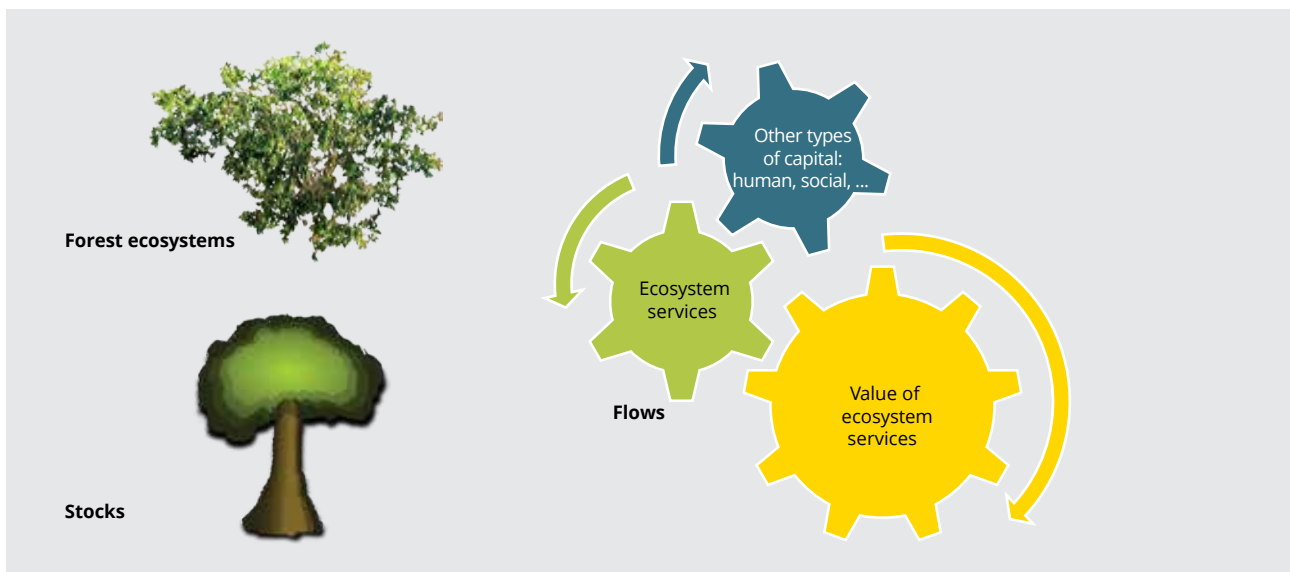 Forest ecosystems
Stocks
Other types
of capital:
human, social, ...
Ecosystem
services
Flows
Value of
ecosystem
services